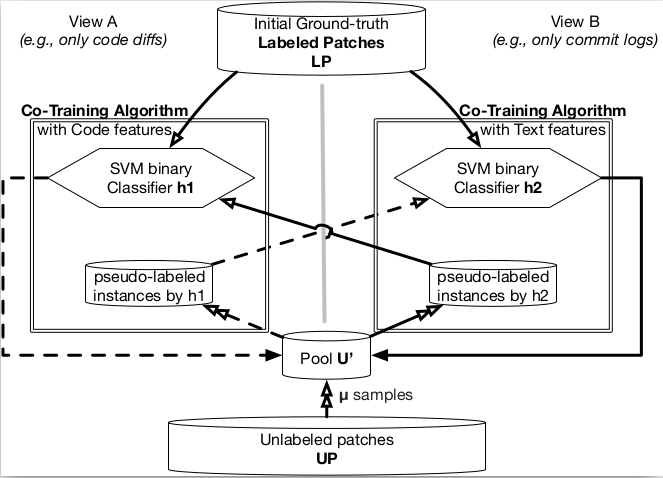 View A
(e.g., only code diffs)
Initial Ground-truth
Labeled Patches
LP
View B
(e.g., only commit logs)
Co-Training Algorithm
with Code features
Co-Training Algorithm
with Text features
SVM binary
Classifier h1
SVM binary
Classifier h2
pseudo-labeled
instances by h1
pseudo-labeled
instances by h2
Pool U’
µ samples
Unlabeled patches
UP